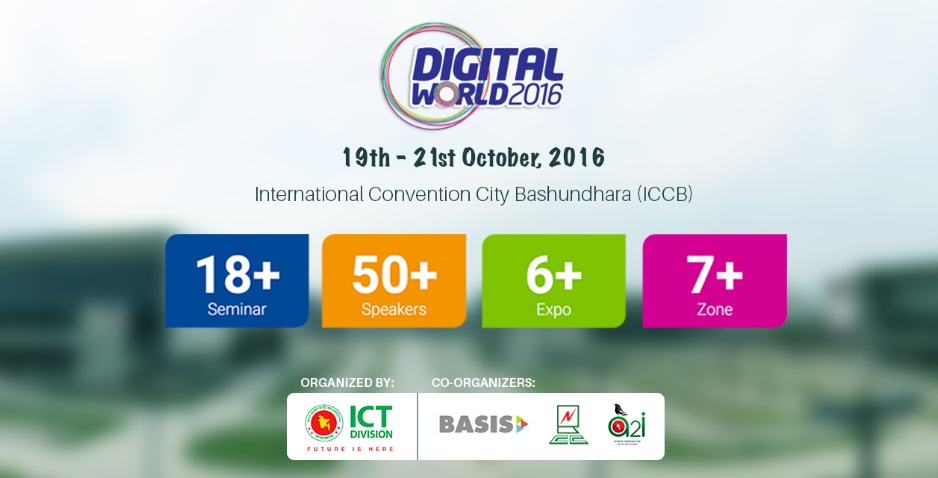 DIGITAL
WORLD2016
19th - 21st October, 2016
International Convention City Bashundhara (ICCB)
18+
Seminar
50+
Speakers
6+
Expo
7+
Zone
ORGANIZED BY:
CO-ORGANIZERS:
ICT
DIVISION
FUTURE IS HERE
BASIS
a2i